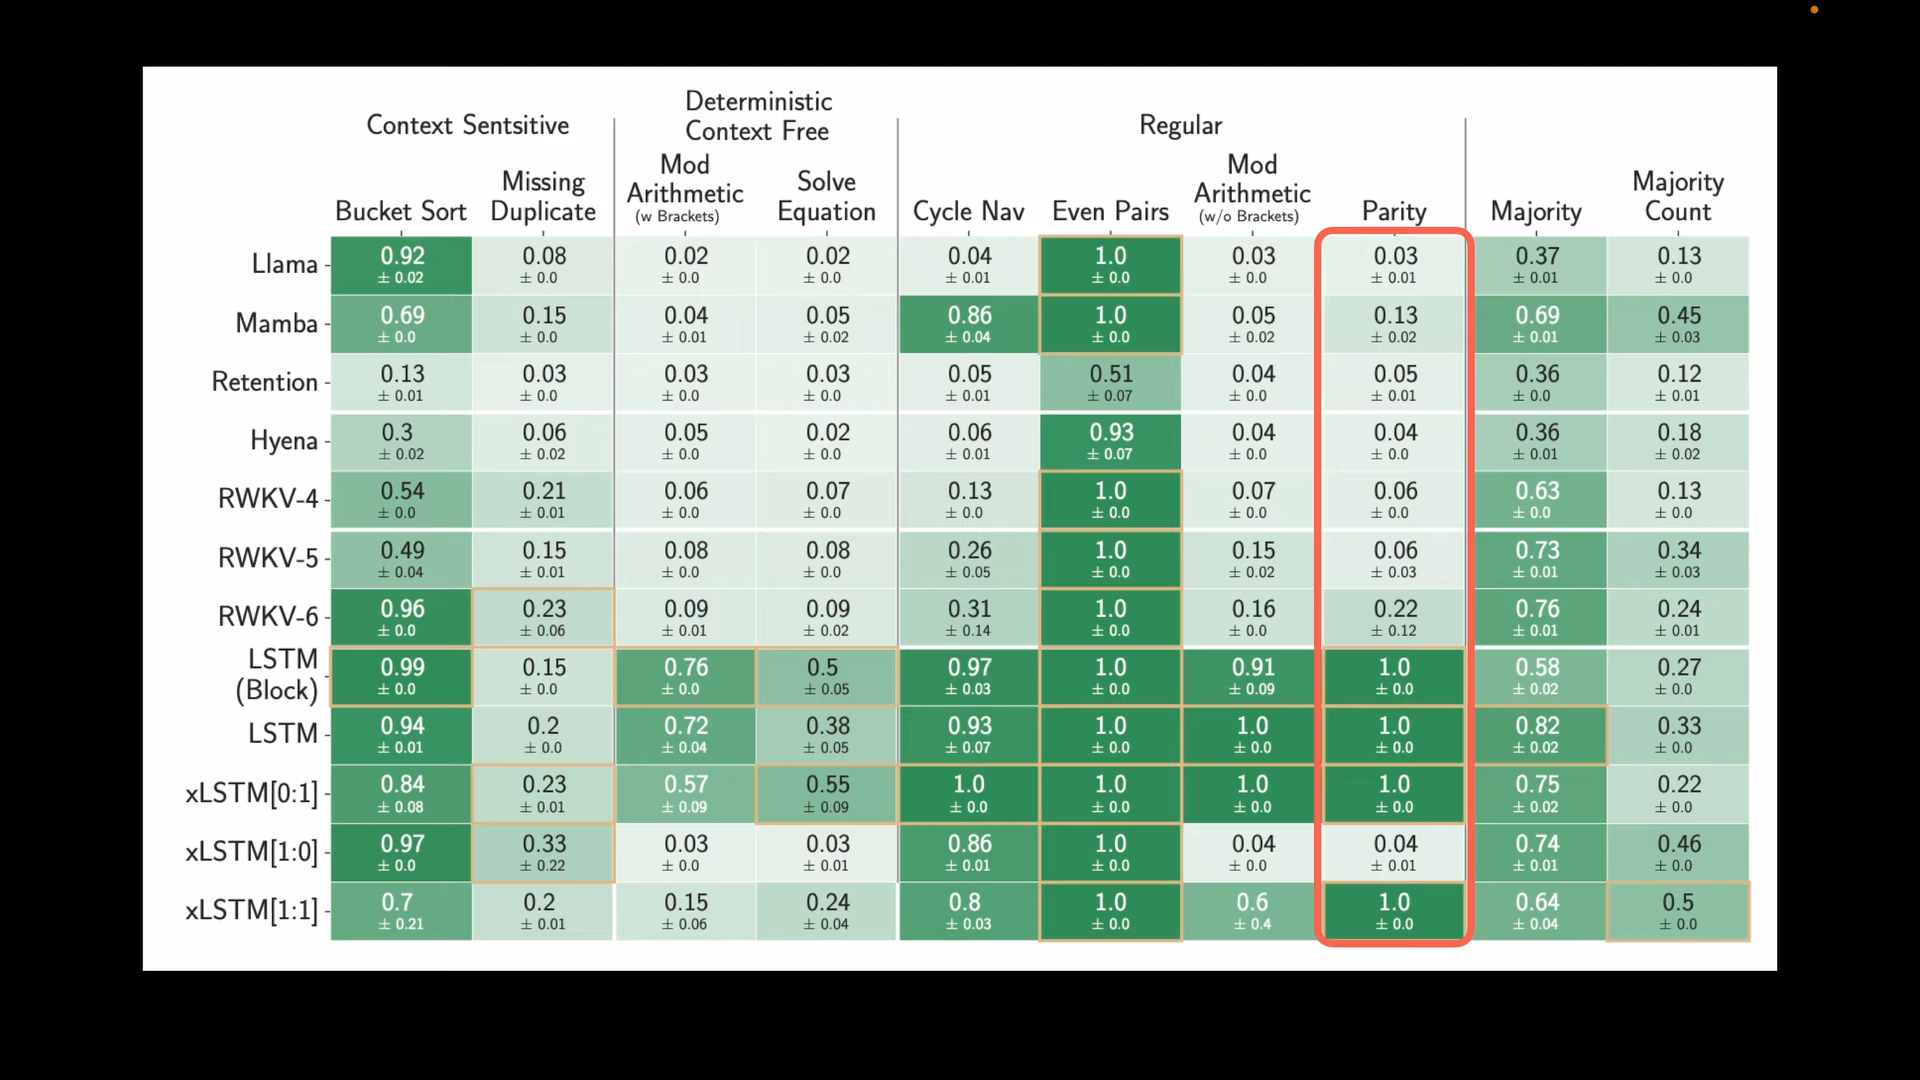 Context Sentsitive
Deterministic
Context Free
Regular
Bucket Sort
Missing
Duplicate
Mod
Arithmetic
(w Brackets)
Solve
Equation
Cycle Nav
Even Pairs
Mod
Arithmetic
(w/o Brackets)
Parity
Majority
Majority
Count
Llama 0.92 0.08 0.02 0.02 0.04 1.0 0.03 0.03 0.37 0.13
± 0.02 ± 0.0 ± 0.0 ± 0.0 ± 0.01 ± 0.0 ± 0.0 ± 0.01 ± 0.01 ± 0.0
Mamba 0.69 0.15 0.04 0.05 0.86 1.0 0.05 0.13 0.69 0.45
± 0.0 ± 0.0 ± 0.01 ± 0.02 ± 0.04 ± 0.0 ± 0.02 ± 0.02 ± 0.01 ± 0.03
Retention 0.13 0.03 0.03 0.03 0.05 0.51 0.04 0.05 0.36 0.12
± 0.01 ± 0.0 ± 0.0 ± 0.0 ± 0.01 ± 0.07 ± 0.0 ± 0.01 ± 0.0 ± 0.01
Hyena 0.3 0.06 0.05 0.02 0.06 0.93 0.04 0.04 0.36 0.18
± 0.02 ± 0.02 ± 0.0 ± 0.0 ± 0.01 ± 0.07 ± 0.0 ± 0.0 ± 0.01 ± 0.02
RWKV-4 0.54 0.21 0.06 0.07 0.13 1.0 0.07 0.06 0.63 0.13
± 0.0 ± 0.01 ± 0.0 ± 0.0 ± 0.0 ± 0.0 ± 0.0 ± 0.0 ± 0.0 ± 0.0
RWKV-5 0.49 0.15 0.08 0.08 0.26 1.0 0.15 0.06 0.73 0.34
± 0.04 ± 0.01 ± 0.0 ± 0.0 ± 0.05 ± 0.0 ± 0.02 ± 0.03 ± 0.01 ± 0.03
RWKV-6 0.96 0.23 0.09 0.09 0.31 1.0 0.16 0.22 0.76 0.24
± 0.0 ± 0.06 ± 0.01 ± 0.02 ± 0.14 ± 0.0 ± 0.0 ± 0.12 ± 0.01 ± 0.01
LSTM 0.99 0.15 0.76 0.5 0.97 1.0 0.91 1.0 0.58 0.27
(Block) ± 0.0 ± 0.0 ± 0.0 ± 0.05 ± 0.03 ± 0.0 ± 0.09 ± 0.0 ± 0.02 ± 0.0
LSTM 0.94 0.2 0.72 0.38 0.93 1.0 1.0 1.0 0.82 0.33
± 0.01 ± 0.0 ± 0.04 ± 0.05 ± 0.07 ± 0.0 ± 0.0 ± 0.0 ± 0.02 ± 0.0
xLSTM[0:1] 0.84 0.23 0.57 0.55 1.0 1.0 1.0 1.0 0.75 0.22
± 0.08 ± 0.01 ± 0.09 ± 0.09 ± 0.0 ± 0.0 ± 0.0 ± 0.0 ± 0.02 ± 0.0
xLSTM[1:0] 0.97 0.33 0.03 0.03 0.86 1.0 0.04 0.04 0.74 0.46
± 0.0 ± 0.22 ± 0.0 ± 0.01 ± 0.01 ± 0.0 ± 0.0 ± 0.01 ± 0.01 ± 0.0
xLSTM[1:1] 0.7 0.2 0.15 0.24 0.8 1.0 0.6 1.0 0.64 0.5
± 0.21 ± 0.01 ± 0.06 ± 0.04 ± 0.03 ± 0.0 ± 0.4 ± 0.0 ± 0.04 ± 0.0